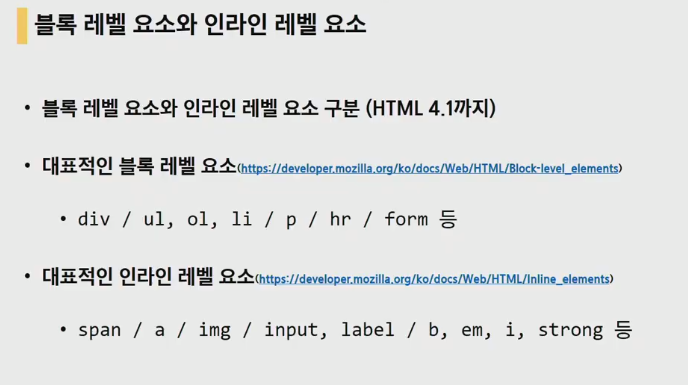 블록 레벨 요소와 인라인 레벨 요소
• 블록 레벨 요소와 인라인 레벨 요소 구분 (HTML 4.1까지)
• 대표적인 블록 레벨 요소(https://developer.mozilla.org/ko/docs/Web/HTML/Block-level_elements)
• div / ul, ol, li / p / hr / form 등
• 대표적인 인라인 레벨 요소(https://developer.mozilla.org/ko/docs/Web/HTML/Inline_elements)
• span / a / img / input, label / b, em, i, strong 등